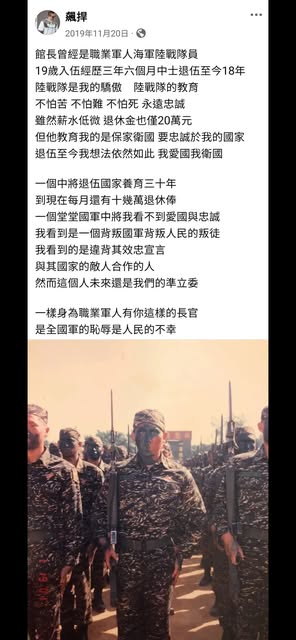 飆捍
2019年11月20日
館長曾經是職業軍人海軍陸戰隊員
19歲入伍經歷三年六個月中士退伍至今18年
陸戰隊是我的驕傲　陸戰隊的教育
不怕苦 不怕難 不怕死 永遠忠誠
雖然薪水低微 退休金也僅20萬元
但他教育我的是保家衛國 要忠誠於我的國家
退伍至今我想法依然如此 我愛國我衛國
一個中將退伍國家養育三十年
到現在每月還有十幾萬退休俸
一個堂堂國軍中將我看不到愛國與忠誠
我看到是一個背叛國軍背叛人民的叛徒
我看到的是違背其效忠宣言
與其國家的敵人合作的人
然而這個人未來還是我們的準立委
一樣身為職業軍人有你這樣的長官
是全國軍的恥辱是人民的不幸